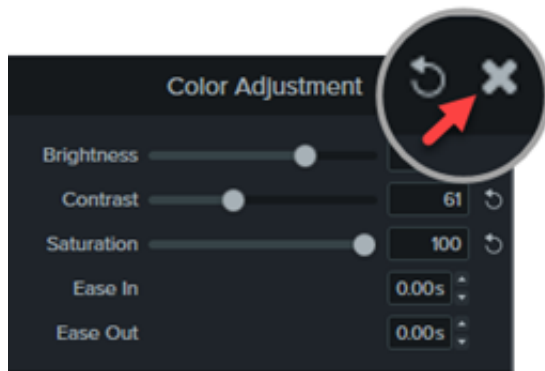 Color Adjustment
Brightness
Contrast 61
Saturation 100
Ease In 0.00s
Ease Out 0.00s